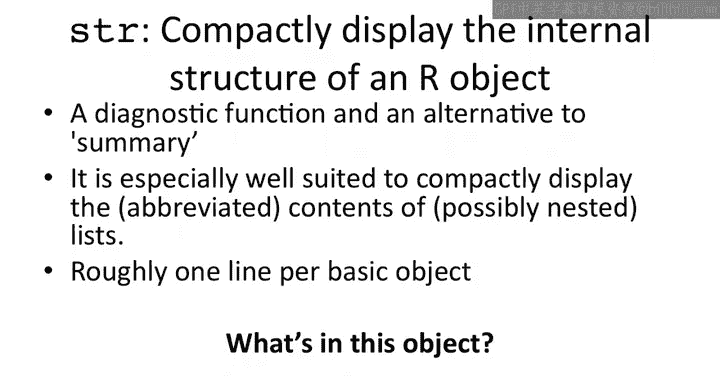 str: Compactly display the internal
structure of an R object
• A diagnostic function and an alternative to
'summary’
• It is especially well suited to compactly display
the (abbreviated) contents of (possibly nested)
lists.
• Roughly one line per basic object
What’s in this object?